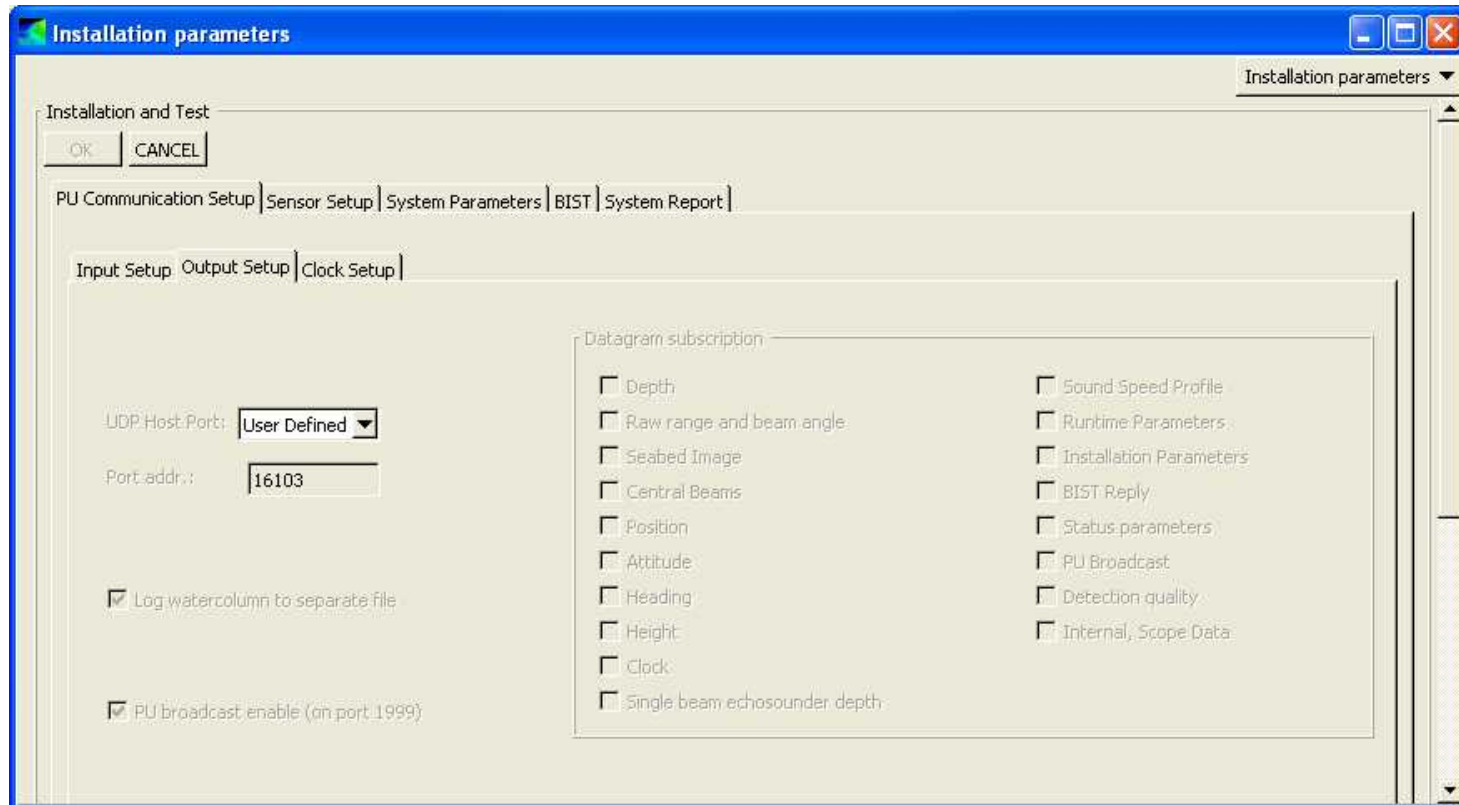 Installation parameters
Installation parameters
Installation and Test
OK CANCEL
PU Communication Setup Sensor Setup System Parameters BIST System Report
Input Setup Output Setup Clock Setup
UDP Host Port: User Defined
Port addr.: 16103
Log watercolumn to separate file
PU broadcast enable (on port 1999)
Datagram subscription
Depth
Raw range and beam angle
Seabed Image
Central Beams
Position
Attitude
Heading
Height
Clock
Single beam echosounder depth
Sound Speed Profile
Runtime Parameters
Installation Parameters
BIST Reply
Status parameters
PU Broadcast
Detection quality
Internal, Scope Data